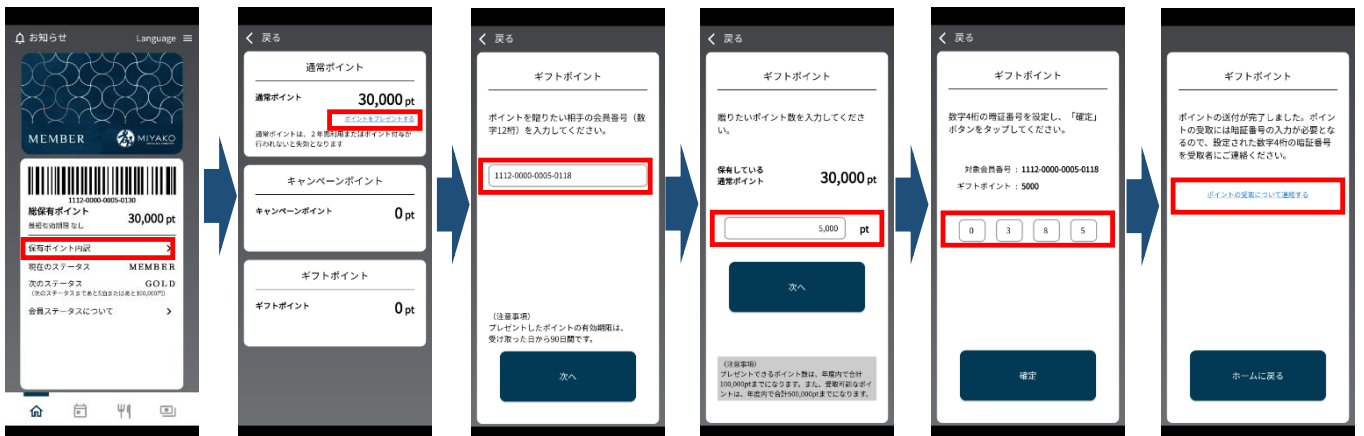 お知らせ
Language
MEMBER
MIYAKO
1112-0000-0005-0130
総保有ポイント
30,000 pt
最短有効期限 なし
保有ポイント内訳
現在のステータス MEMBER
次のステータス GOLD
会員ステータスについて
戻る
通常ポイント
通常ポイント 30,000 pt
ポイントをプレゼントする
通常ポイントは、2年間利用またはポイント付与が
行われないと失効となります
キャンペーンポイント
キャンペーンポイント 0 pt
ギフトポイント
ギフトポイント 0 pt
戻る
ギフトポイント
ポイントを贈りたい相手の会員番号（数
字12桁）を入力してください。
1112-0000-0005-0118
（注意事項）
プレゼントしたポイントの有効期限は、
受け取った日から90日間です。
次へ
戻る
ギフトポイント
贈りたいポイント数を入力してくださ
い。
保有している
通常ポイント 30,000 pt
5,000 pt
次へ
（注意事項）
プレゼントできるポイント数は、年度内で合計
100,000ptまでになります。また、受取可能なポイ
ントは、年度内で合計500,000ptまでになります。
戻る
ギフトポイント
数字4桁の暗証番号を設定し、「確定」
ボタンをタップしてください。
対象会員番号 : 1112-0000-0005-0118
ギフトポイント : 5000
0 3 8 5
確定
ギフトポイント
ポイントの送付が完了しました。ポイン
トの受取には暗証番号の入力が必要とな
るので、設定された数字4桁の暗証番号
を受取者にご連絡ください。
ポイントの受取について連絡する
ホームに戻る